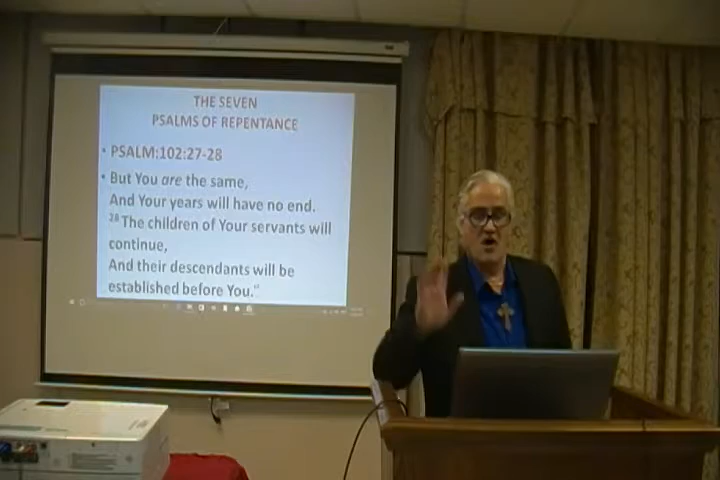 THE SEVEN
PSALMS OF REPENTANCE
• PSALM:102:27-28
• But You are the same,
And Your years will have no end.
28 The children of Your servants will
continue,
And their descendants will be
established before You."